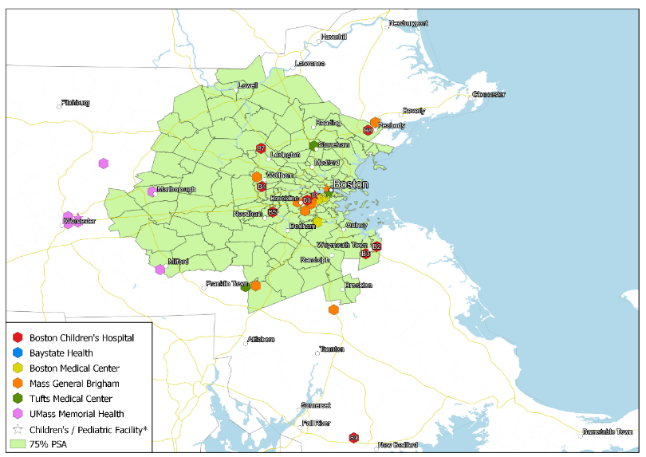 Newburyport
Haverhill
Lawrence
Lowell
Gloucester
Fitchburg
Beverly
Peabody
Reading
Stoneham
Lexington
Medford
Waltham
Marlborough
Boston
Brookline
Worcester
Needham
Dedham
Quincy
Weymouth Town
Milford
Randolph
Franklin Town
Brockton
Attleboro
Taunton
Somerset
Fall River
New Bedford
Barnstable Town
Boston Children's Hospital
Baystate Health
Boston Medical Center
Mass General Brigham
Tufts Medical Center
UMass Memorial Health
Children's / Pediatric Facility*
75% PSA